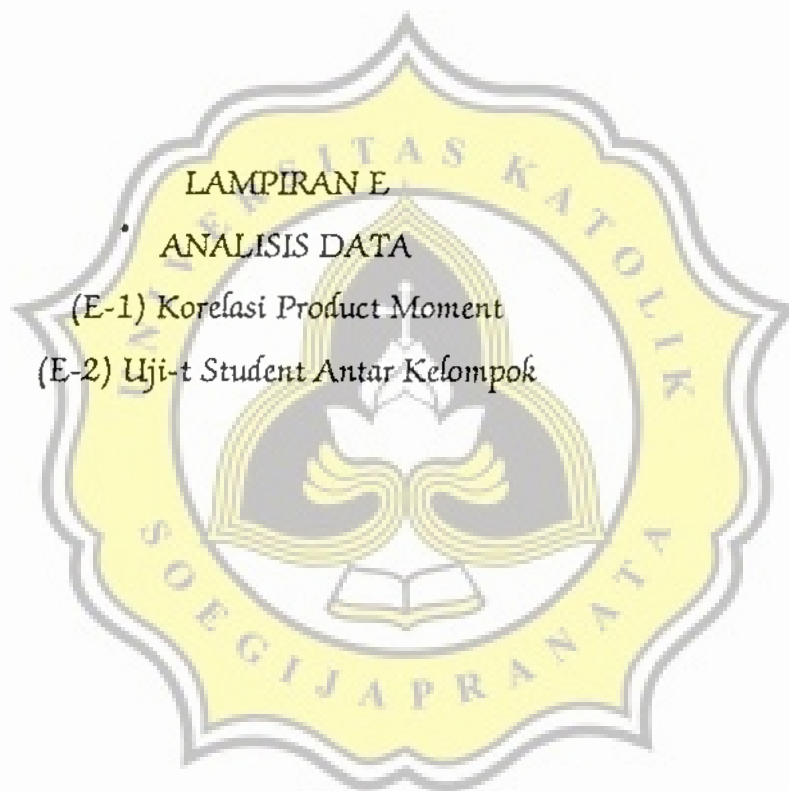 LAMPIRAN E
ANALISIS DATA
(E-1) Korelasi Product Moment
(E-2) Uji-t Student Antar Kelompok
UNIVERSITAS KATOLIK
SOEGIJAPRANATA